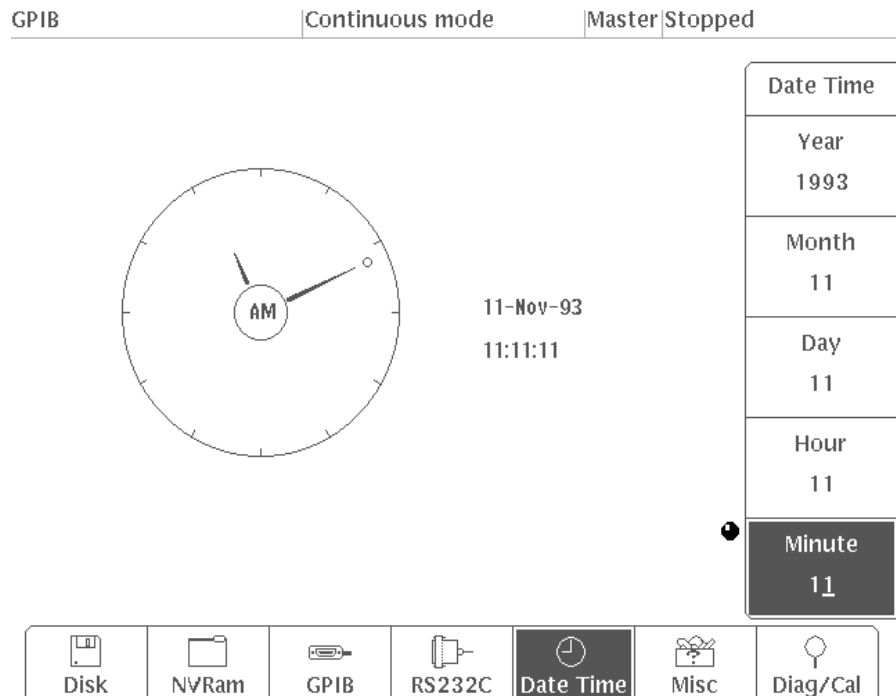 GPIB Continuous mode Master Stopped
AM
11-Nov-93
11:11:11
Date Time
Year
1993
Month
11
Day
11
Hour
11
Minute
11
Disk NVRam GPIB RS232C Date Time Misc Diag/Cal